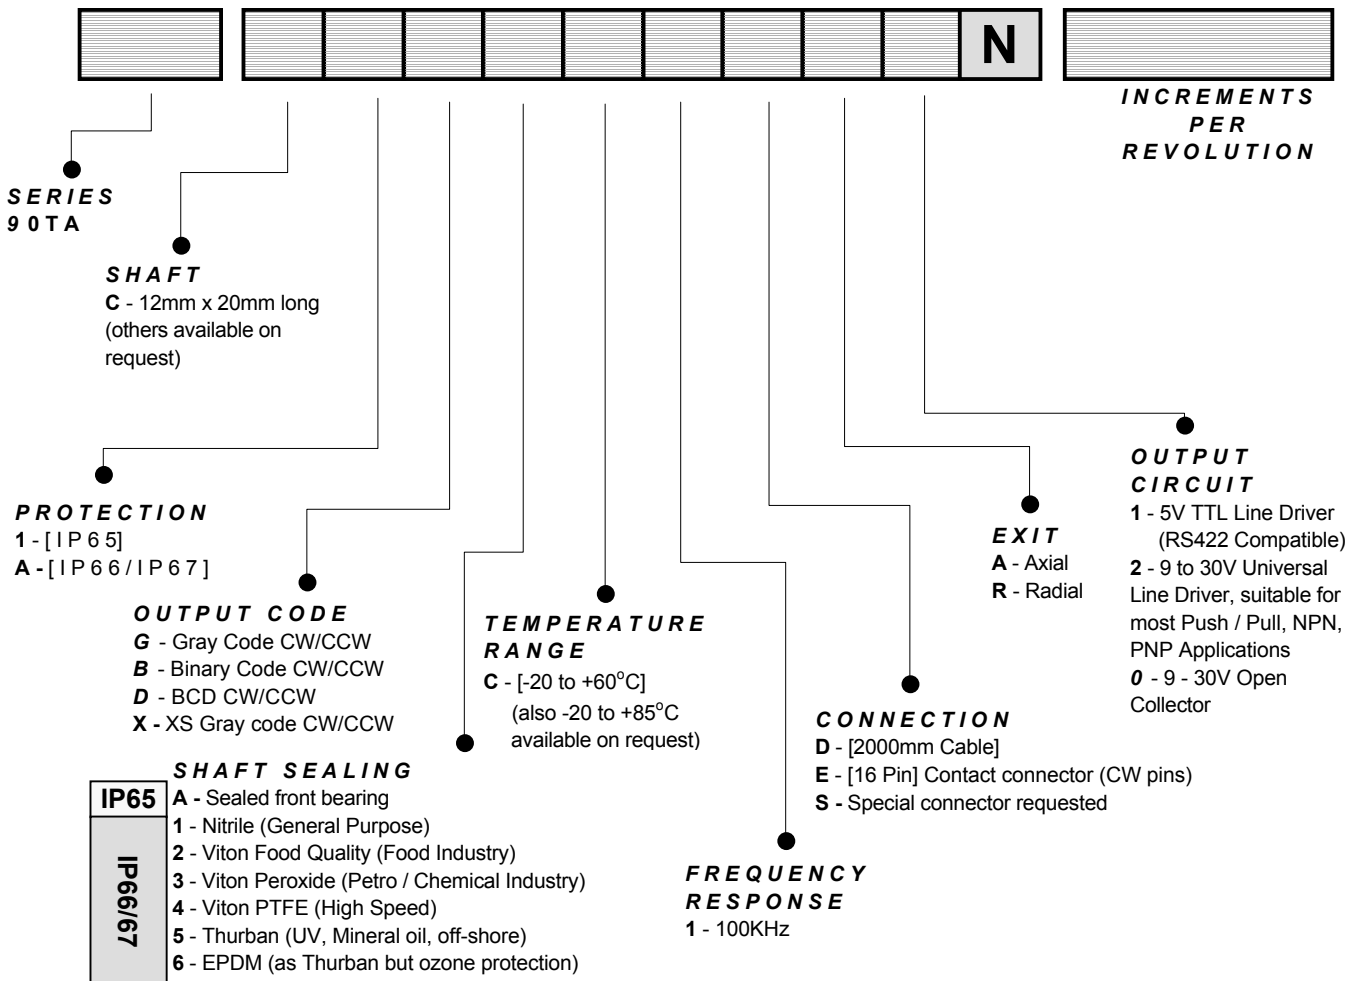 N
INCREMENTS
PER
REVOLUTION
SERIES
90TA
SHAFT
C - 12mm x 20mm long
(others available on
request)
PROTECTION
1 - [IP65]
A - [IP66/IP67]
OUTPUT CODE
G - Gray Code CW/CCW
B - Binary Code CW/CCW
D - BCD CW/CCW
X - XS Gray code CW/CCW
SHAFT SEALING
IP65
A - Sealed front bearing
IP66/67
1 - Nitrile (General Purpose)
2 - Viton Food Quality (Food Industry)
3 - Viton Peroxide (Petro / Chemical Industry)
4 - Viton PTFE (High Speed)
5 - Thurban (UV, Mineral oil, off-shore)
6 - EPDM (as Thurban but ozone protection)
TEMPERATURE
RANGE
C - [-20 to +60°C]
(also -20 to +85°C
available on request)
FREQUENCY
RESPONSE
1 - 100KHz
CONNECTION
D - [2000mm Cable]
E - [16 Pin] Contact connector (CW pins)
S - Special connector requested
EXIT
A - Axial
R - Radial
OUTPUT
CIRCUIT
1 - 5V TTL Line Driver
(RS422 Compatible)
2 - 9 to 30V Universal
Line Driver, suitable for
most Push / Pull, NPN,
PNP Applications
0 - 9 - 30V Open
Collector